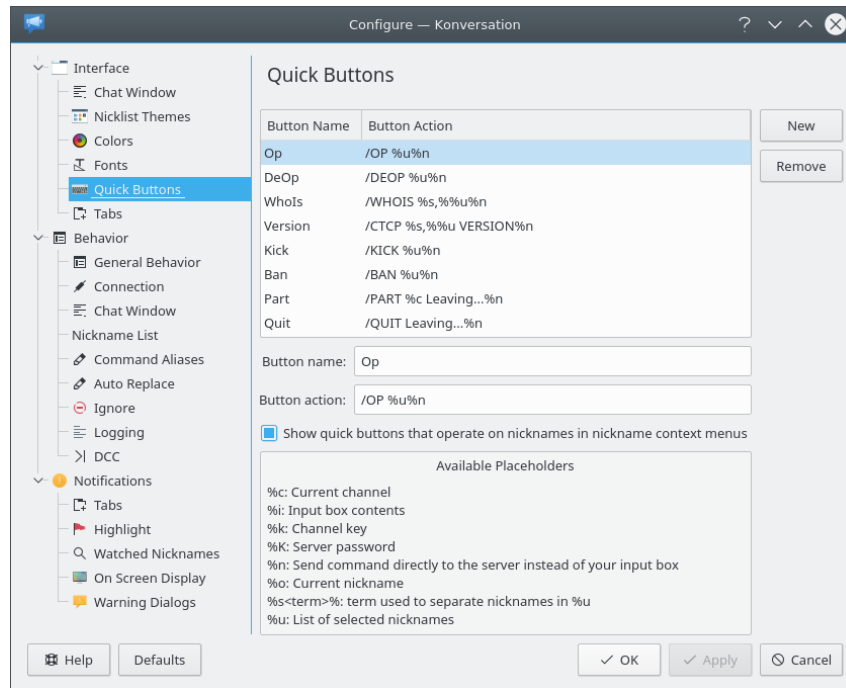 Configure — Konversation
Interface
Chat Window
Nicklist Themes
Colors
Fonts
Quick Buttons
Tabs
Behavior
General Behavior
Connection
Chat Window
Nickname List
Command Aliases
Auto Replace
Ignore
Logging
DCC
Notifications
Tabs
Highlight
Watched Nicknames
On Screen Display
Warning Dialogs
Quick Buttons
Button Name Button Action
Op /OP %u%n
DeOp /DEOP %u%n
WhoIs /WHOIS %s,%%u%n
Version /CTCP %s,%%u VERSION%n
Kick /KICK %u%n
Ban /BAN %u%n
Part /PART %c Leaving...%n
Quit /QUIT Leaving...%n
New
Remove
Button name: Op
Button action: /OP %u%n
Show quick buttons that operate on nicknames in nickname context menus
Available Placeholders
%c: Current channel
%i: Input box contents
%k: Channel key
%K: Server password
%n: Send command directly to the server instead of your input box
%o: Current nickname
%s<term>%: term used to separate nicknames in %u
%u: List of selected nicknames
Help Defaults OK Apply Cancel